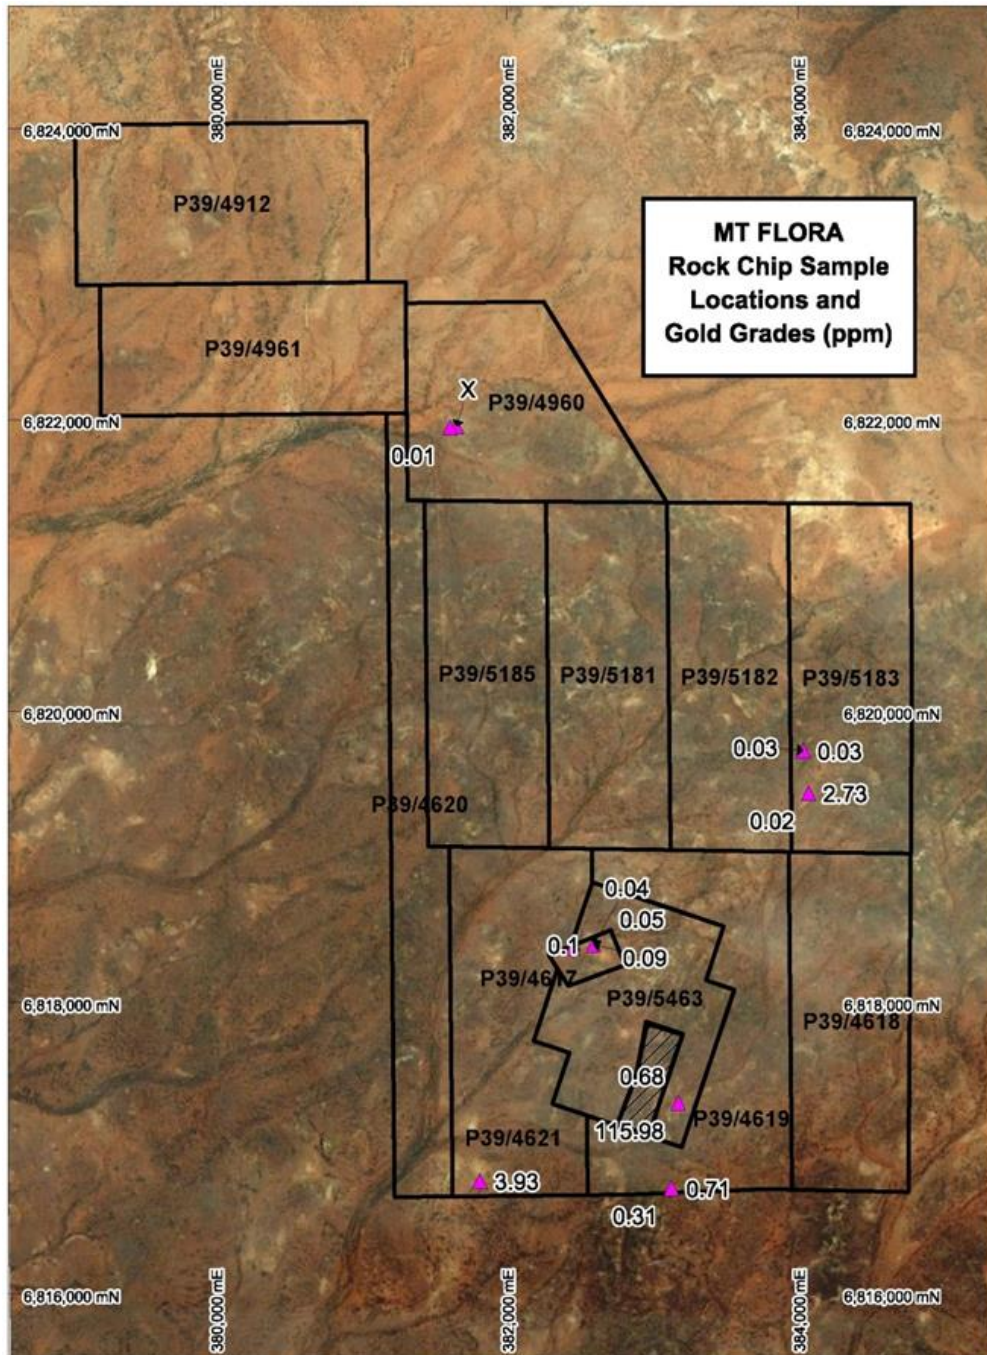 380,000 mE
382,000 mE
384,000 mE
6,824,000 mN
6,824,000 mN
P39/4912
MT FLORA
Rock Chip Sample
Locations and
Gold Grades (ppm)
P39/4961
X
P39/4960
6,822,000 mN
6,822,000 mN
0.01
P39/5185
P39/5181
P39/5182
P39/5183
6,820,000 mN
6,820,000 mN
0.03
0.03
2.73
P39/4620
0.02
0.04
0.05
0.1
0.09
P39/4617
P39/5463
6,818,000 mN
6,818,000 mN
P39/4618
0.68
P39/4619
115.98
P39/4621
3.93
0.71
0.31
6,816,000 mN
6,816,000 mN
380,000 mE
382,000 mE
384,000 mE